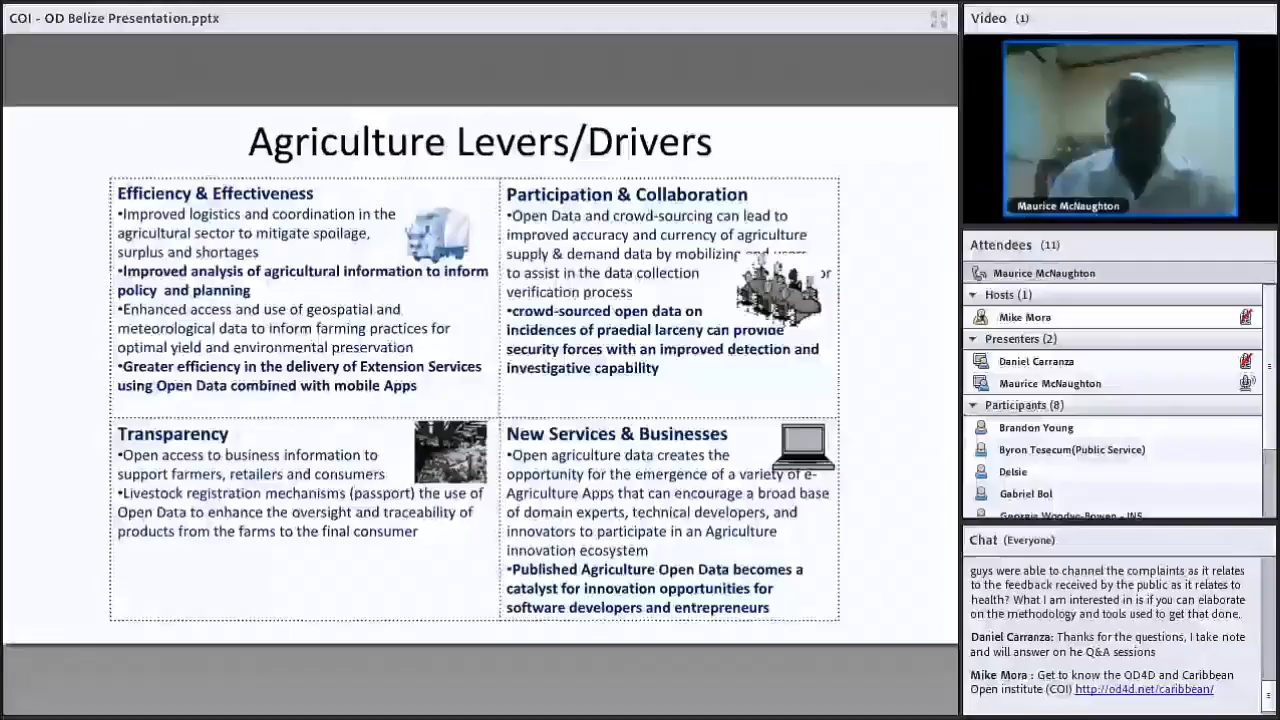 COI - OD Belize Presentation.pptx
Agriculture Levers/Drivers
Efficiency & Effectiveness
•Improved logistics and coordination in the
agricultural sector to mitigate spoilage,
surplus and shortages
•Improved analysis of agricultural information to inform
policy and planning
•Enhanced access and use of geospatial and
meteorological data to inform farming practices for
optimal yield and environmental preservation
•Greater efficiency in the delivery of Extension Services
using Open Data combined with mobile Apps
Participation & Collaboration
•Open Data and crowd-sourcing can lead to
improved accuracy and currency of agriculture
supply & demand data by mobilizing end users
to assist in the data collection or
verification process
•crowd-sourced open data on
incidences of praedial larceny can provide
security forces with an improved detection and
investigative capability
Transparency
•Open access to business information to
support farmers, retailers and consumers
•Livestock registration mechanisms (passport) the use of
Open Data to enhance the oversight and traceability of
products from the farms to the final consumer
New Services & Businesses
•Open agriculture data creates the
opportunity for the emergence of a variety of e-
Agriculture Apps that can encourage a broad base
of domain experts, technical developers, and
innovators to participate in an Agriculture
innovation ecosystem
•Published Agriculture Open Data becomes a
catalyst for innovation opportunities for
software developers and entrepreneurs
Video (1)
Maurice McNaughton
Attendees (11)
Maurice McNaughton
Hosts (1)
Mike Mora
Presenters (2)
Daniel Carranza
Maurice McNaughton
Participants (8)
Brandon Young
Byron Tesecum(Public Service)
Delsie
Gabriel Bol
Chat (Everyone)
guys were able to channel the complaints as it relates
to the feedback received by the public as it relates to
health? What I am interested in is if you can elaborate
on the methodology and tools used to get that done.
Daniel Carranza: Thanks for the questions, I take note
and will answer on he Q&A sessions
Mike Mora : Get to know the OD4D and Caribbean
Open institute (COI) http://od4d.net/caribbean/